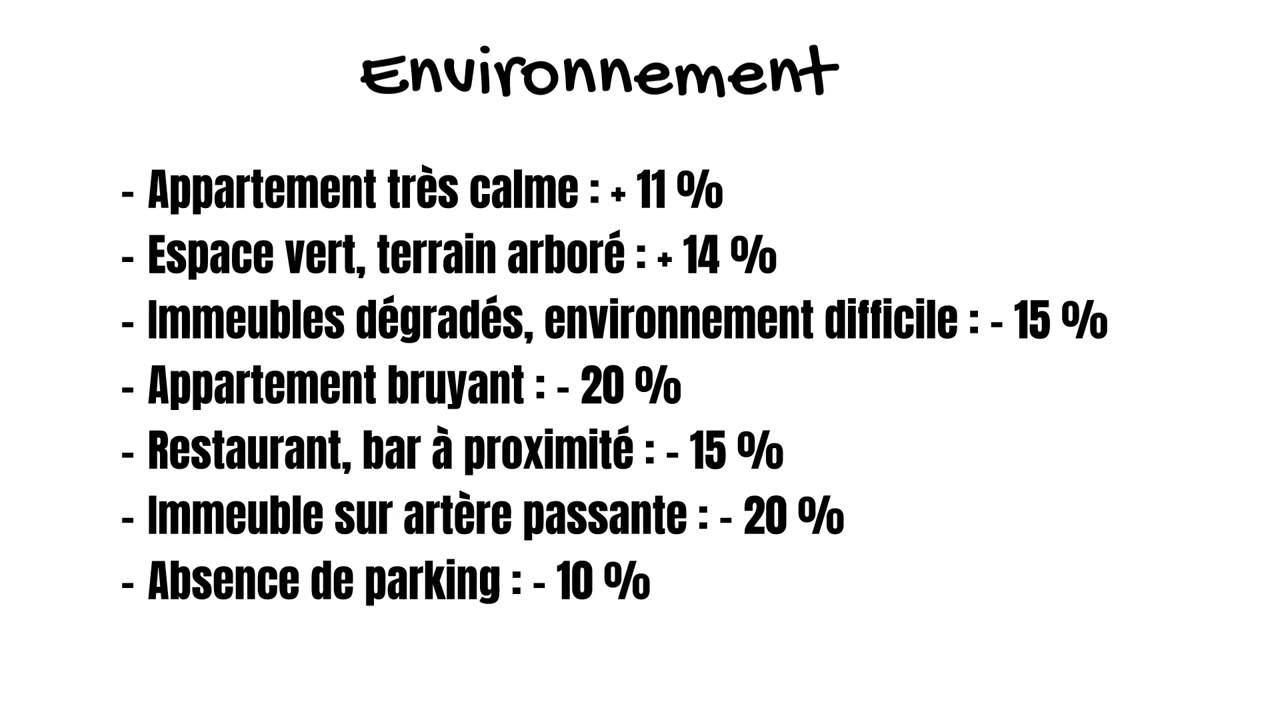 Environnement
- Appartement très calme : + 11 %
- Espace vert, terrain arboré : + 14 %
- Immeubles dégradés, environnement difficile : - 15 %
- Appartement bruyant : - 20 %
- Restaurant, bar à proximité : - 15 %
- Immeuble sur artère passante : - 20 %
- Absence de parking : - 10 %